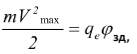 mV²max / 2 = qeφзд,